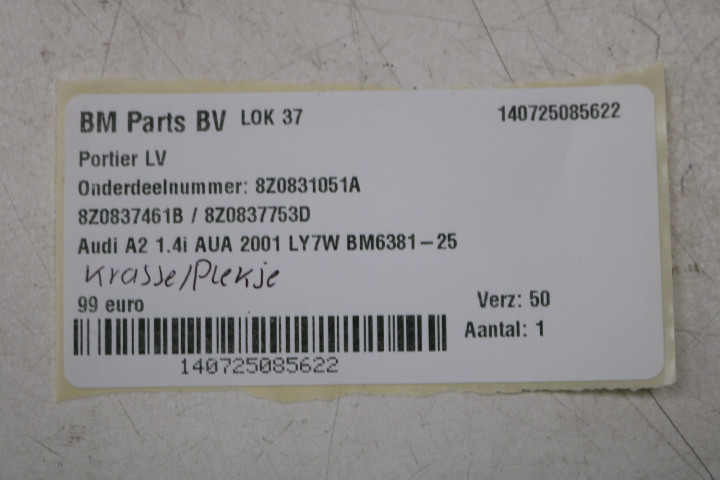 BM Parts BV LOK 37 140725085622
Portier LV
Onderdeelnummer: 8Z0831051A
8Z0837461B / 8Z0837753D
Audi A2 1.4i AUA 2001 LY7W BM6381-25
Krasse/Plekje
99 euro Verz: 50
Aantal: 1
140725085622